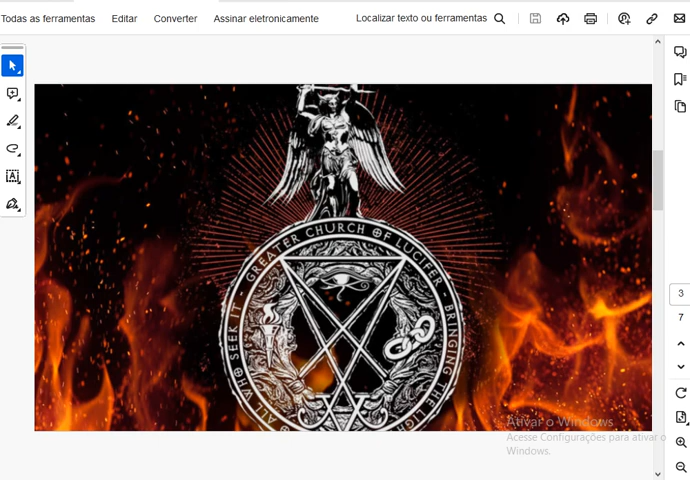 Todas as ferramentas Editar Converter Assinar eletronicamente Localizar texto ou ferramentas
GREATER CHURCH OF LUCIFER - BRINGING THE LIGHT
ALL WHO SEEK IT -
3
7
Ativar o Windows
Acesse Configurações para ativar o
Windows.